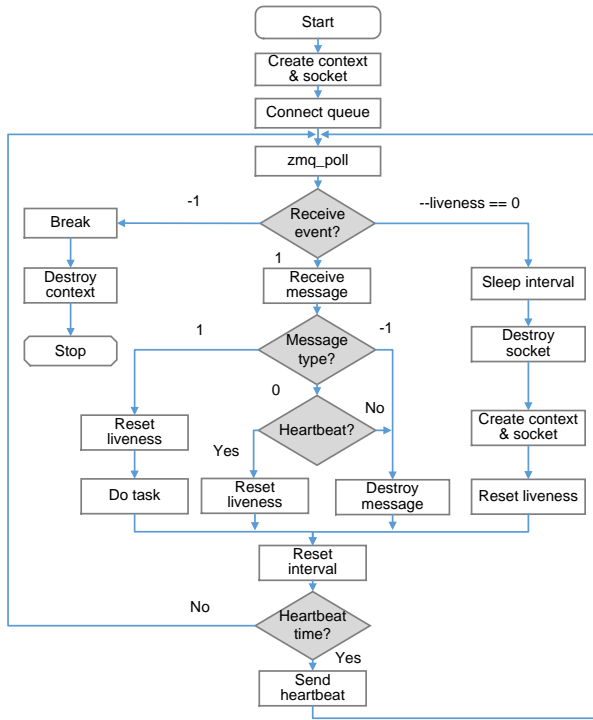 Start
Create context
& socket
Connect queue
zmq_poll
-1
Receive
event?
--liveness == 0
Break
1
Receive
message
Sleep interval
Destroy
context
Stop
1
Message
type?
-1
Destroy
socket
0
No
Reset
liveness
Heartbeat?
Create context
& socket
Yes
Do task
Reset
liveness
Destroy
message
Reset liveness
Reset
interval
No
Heartbeat
time?
Yes
Send
heartbeat